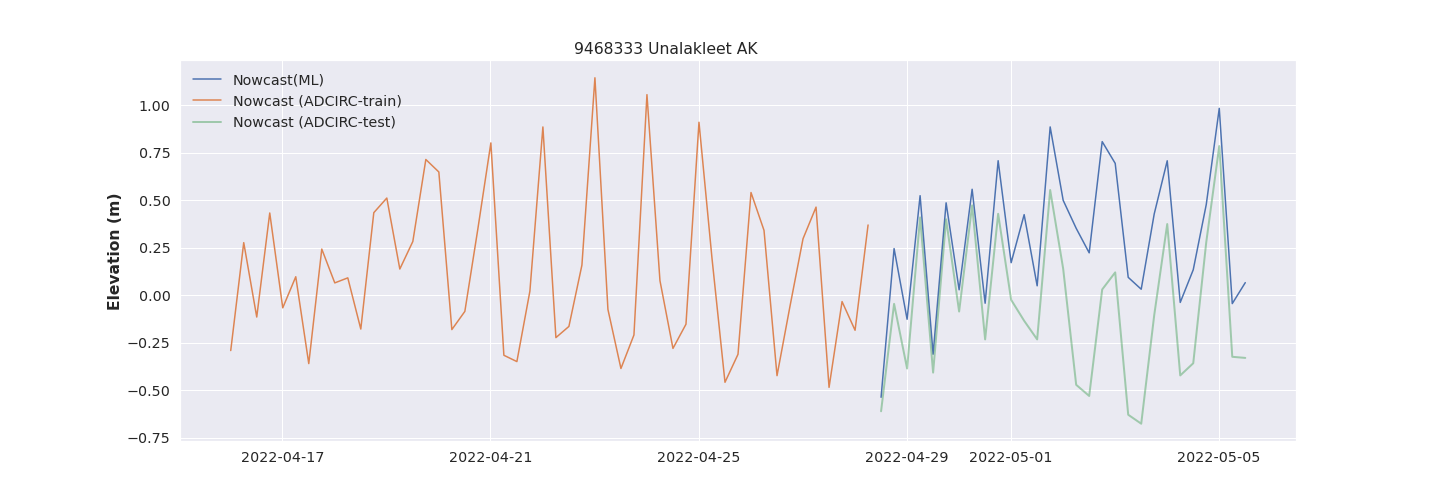 9468333 Unalakleet AK
Nowcast(ML)
Nowcast (ADCIRC-train)
Nowcast (ADCIRC-test)
Elevation (m)
1.00
0.75
0.50
0.25
0.00
−0.25
−0.50
−0.75
2022-04-17 2022-04-21 2022-04-25 2022-04-29 2022-05-01 2022-05-05